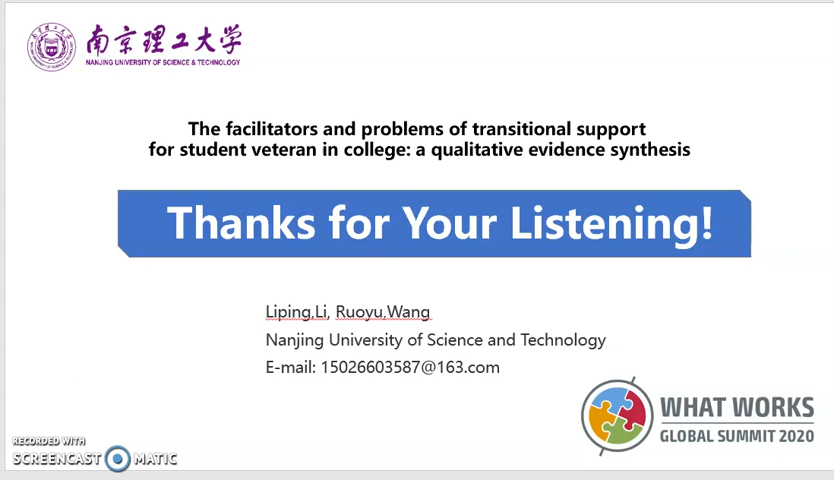 南京理工大学
NANJING UNIVERSITY OF SCIENCE & TECHNOLOGY
The facilitators and problems of transitional support
for student veteran in college: a qualitative evidence synthesis
Thanks for Your Listening!
Liping,Li, Ruoyu,Wang
Nanjing University of Science and Technology
E-mail: 15026603587@163.com
WHAT WORKS
GLOBAL SUMMIT 2020
RECORDED WITH
SCREENCAST MATIC